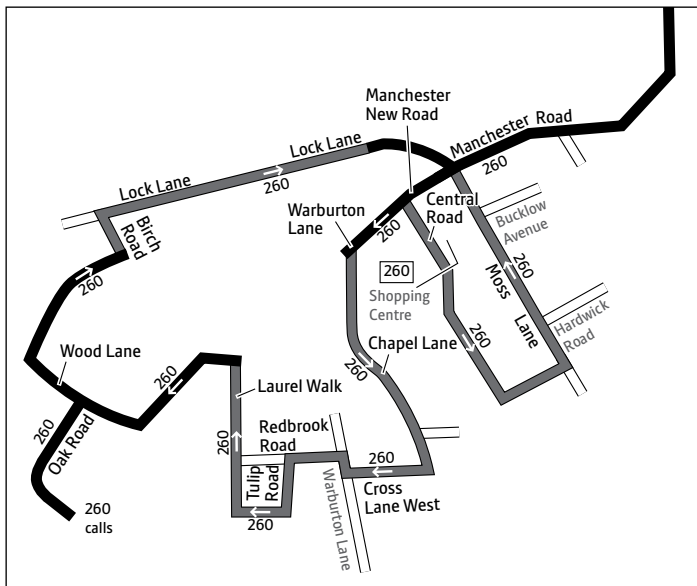 Manchester
New Road
Manchester Road
260
Lock Lane
Lock Lane
260
Central
Road
Bucklow
Avenue
Birch
Road
Warburton
Lane
260
260
260
Shopping
Centre
260
Moss
Lane
Hardwick
Road
260
260
Chapel Lane
260
Wood Lane
260
Laurel Walk
260
Oak Road
260
Redbrook
Road
Tulip
Road
260
260
Cross
Lane West
Warburton Lane
260
calls